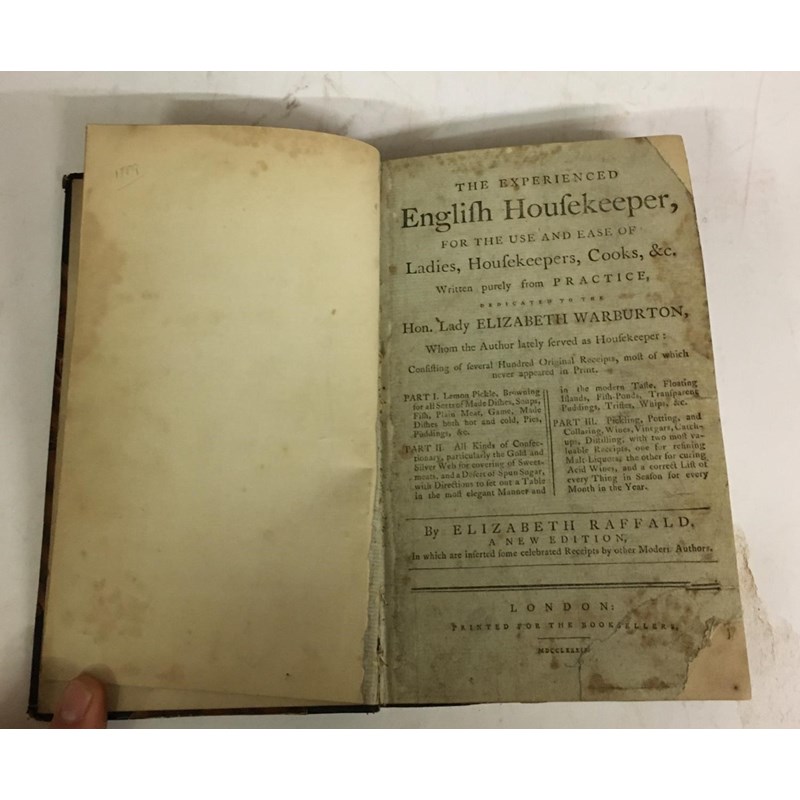 THE EXPERIENCED
Engliſh Houſekeeper,
FOR THE USE AND EASE OF
Ladies, Houſekeepers, Cooks, &c.
Written purely from PRACTICE,
DEDICATED TO THE
Hon. Lady ELIZABETH WARBURTON,
Whom the Author lately ſerved as Houſekeeper:
Conſiſting of ſeveral Hundred Original Receipts, moſt of which
never appeared in Print.
PART I. Lemon Pickle, Browning
for all Sorts of Made Diſhes, Soups,
Fiſh, Plain Meat, Game, Made
Diſhes both hot and cold, Pies,
Puddings, &c.
PART II. All Kinds of Confec-
tionary, particularly the Gold and
Silver Web for covering of Sweet-
meats, and a Deſert of Spun Sugar,
with Directions to ſet out a Table
in the moſt elegant Manner and
in the modern Taſte, Floating
Iſlands, Fiſh-Ponds, Tranſparent
Puddings, Trifles, Whips, &c.
PART III. Pickling, Potting, and
Collaring, Wines, Vinegars, Catch-
ups, Diſtilling, with two moſt va-
luable Receipts, one for refining
Malt Liquors, the other for curing
Acid Wines, and a correct Liſt of
every Thing in Seaſon for every
Month in the Year.
By ELIZABETH RAFFALD,
A NEW EDITION,
In which are inſerted ſome celebrated Receipts by other Modern Authors.
LONDON:
PRINTED FOR THE BOOKSELLERS,